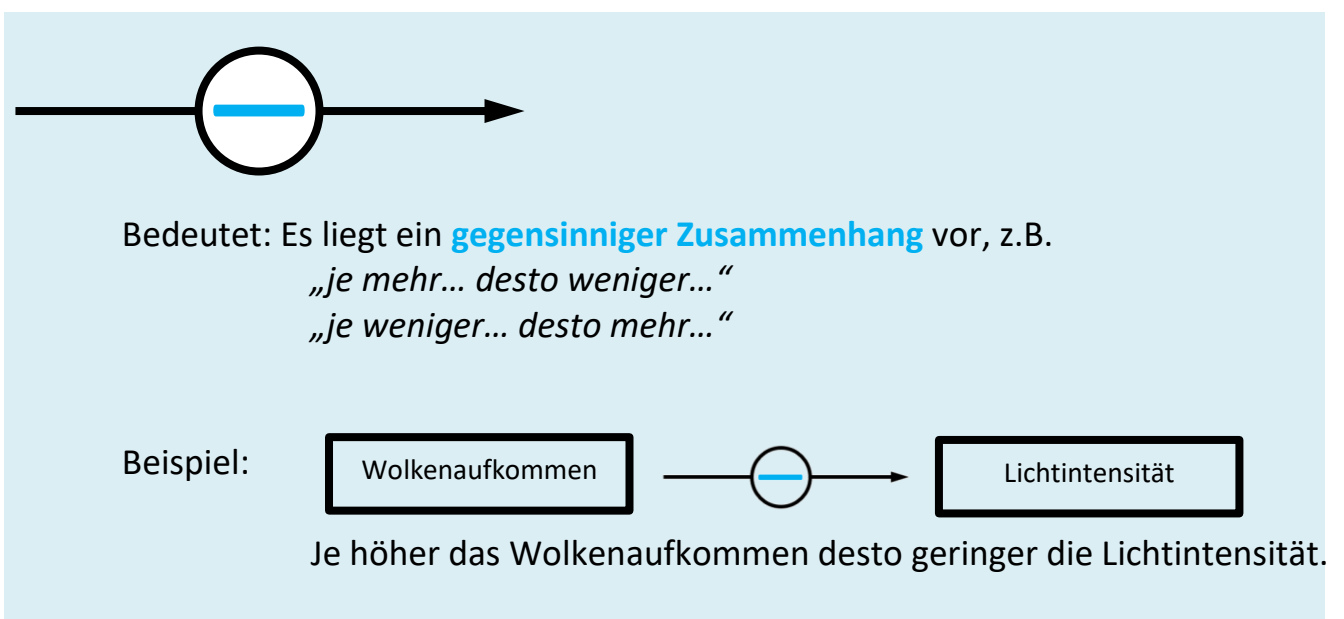 Bedeutet: Es liegt ein gegensinniger Zusammenhang vor, z.B.
„je mehr… desto weniger…“
„je weniger… desto mehr…“
Beispiel:
Wolkenaufkommen
Lichtintensität
Je höher das Wolkenaufkommen desto geringer die Lichtintensität.